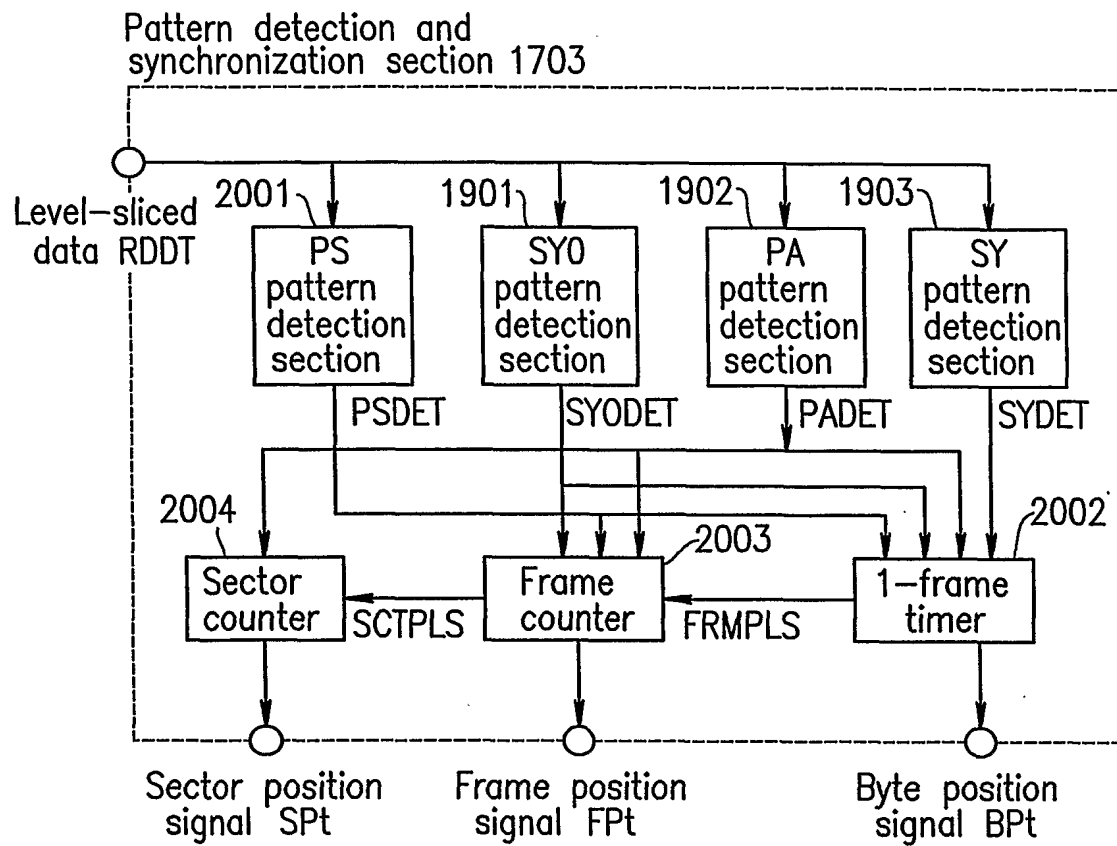 Pattern detection and
synchronization section 1703
Level-sliced
data RDDT
2001
1901
1902
1903
PS
pattern
detection
section
SY0
pattern
detection
section
PA
pattern
detection
section
SY
pattern
detection
section
PSDET
SYODET
PADET
SYDET
2004
2003
2002
Sector
counter
SCTPLS
Frame
counter
FRMPLS
1-frame
timer
Sector position
signal SPt
Frame position
signal FPt
Byte position
signal BPt